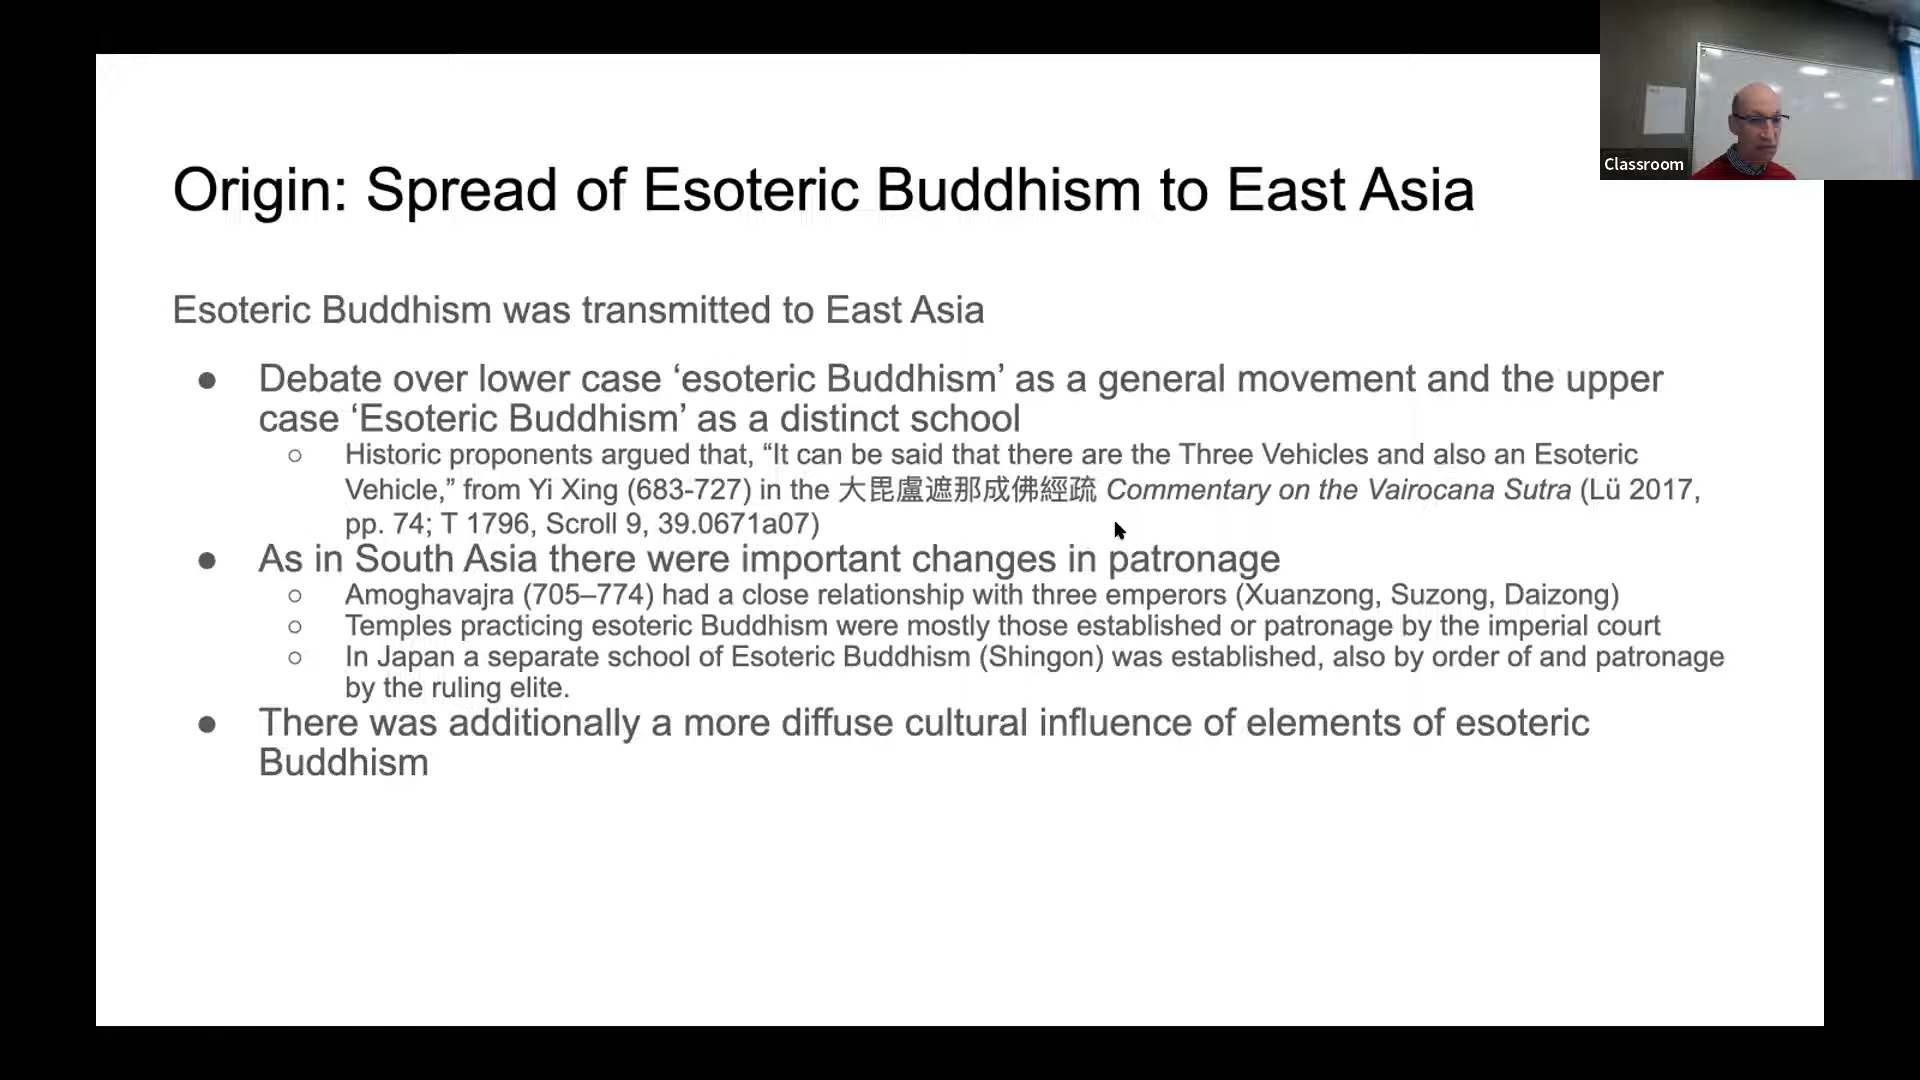 Classroom
Origin: Spread of Esoteric Buddhism to East Asia
Esoteric Buddhism was transmitted to East Asia
● Debate over lower case ‘esoteric Buddhism’ as a general movement and the upper
case ‘Esoteric Buddhism’ as a distinct school
○ Historic proponents argued that, “It can be said that there are the Three Vehicles and also an Esoteric
Vehicle,” from Yi Xing (683-727) in the 大毘盧遮那成佛經疏 Commentary on the Vairocana Sutra (Lü 2017,
pp. 74; T 1796, Scroll 9, 39.0671a07)
● As in South Asia there were important changes in patronage
○ Amoghavajra (705–774) had a close relationship with three emperors (Xuanzong, Suzong, Daizong)
○ Temples practicing esoteric Buddhism were mostly those established or patronage by the imperial court
○ In Japan a separate school of Esoteric Buddhism (Shingon) was established, also by order of and patronage
by the ruling elite.
● There was additionally a more diffuse cultural influence of elements of esoteric
Buddhism